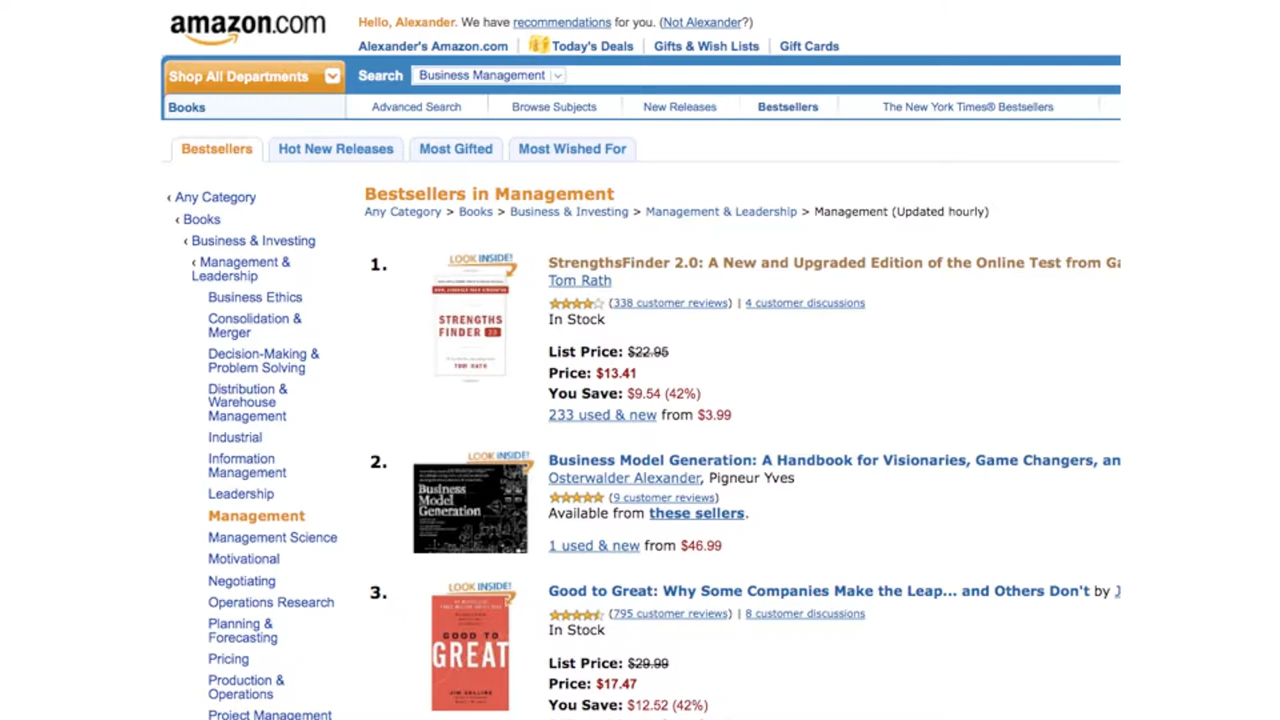 amazon.com
Hello, Alexander. We have recommendations for you. (Not Alexander?)
Alexander's Amazon.com | Today's Deals | Gifts & Wish Lists | Gift Cards
Shop All Departments
Search Business Management
Books
Advanced Search Browse Subjects New Releases Bestsellers The New York Times® Bestsellers
Bestsellers Hot New Releases Most Gifted Most Wished For
‹ Any Category
‹ Books
‹ Business & Investing
‹ Management &
Leadership
Business Ethics
Consolidation &
Merger
Decision-Making &
Problem Solving
Distribution &
Warehouse
Management
Industrial
Information
Management
Leadership
Management
Management Science
Motivational
Negotiating
Operations Research
Planning &
Forecasting
Pricing
Production &
Operations
Project Management
Bestsellers in Management
Any Category > Books > Business & Investing > Management & Leadership > Management (Updated hourly)
1.
LOOK INSIDE!
STRENGTHS
FINDER 2.0
TOM RATH
StrengthsFinder 2.0: A New and Upgraded Edition of the Online Test from Ga
Tom Rath
(338 customer reviews) | 4 customer discussions
In Stock
List Price: $22.95
Price: $13.41
You Save: $9.54 (42%)
233 used & new from $3.99
2.
LOOK INSIDE!
Business
Model
Generation
Business Model Generation: A Handbook for Visionaries, Game Changers, an
Osterwalder Alexander, Pigneur Yves
(9 customer reviews)
Available from these sellers.
1 used & new from $46.99
3.
LOOK INSIDE!
GOOD TO
GREAT
JIM COLLINS
Good to Great: Why Some Companies Make the Leap... and Others Don't by J
(795 customer reviews) | 8 customer discussions
In Stock
List Price: $29.99
Price: $17.47
You Save: $12.52 (42%)